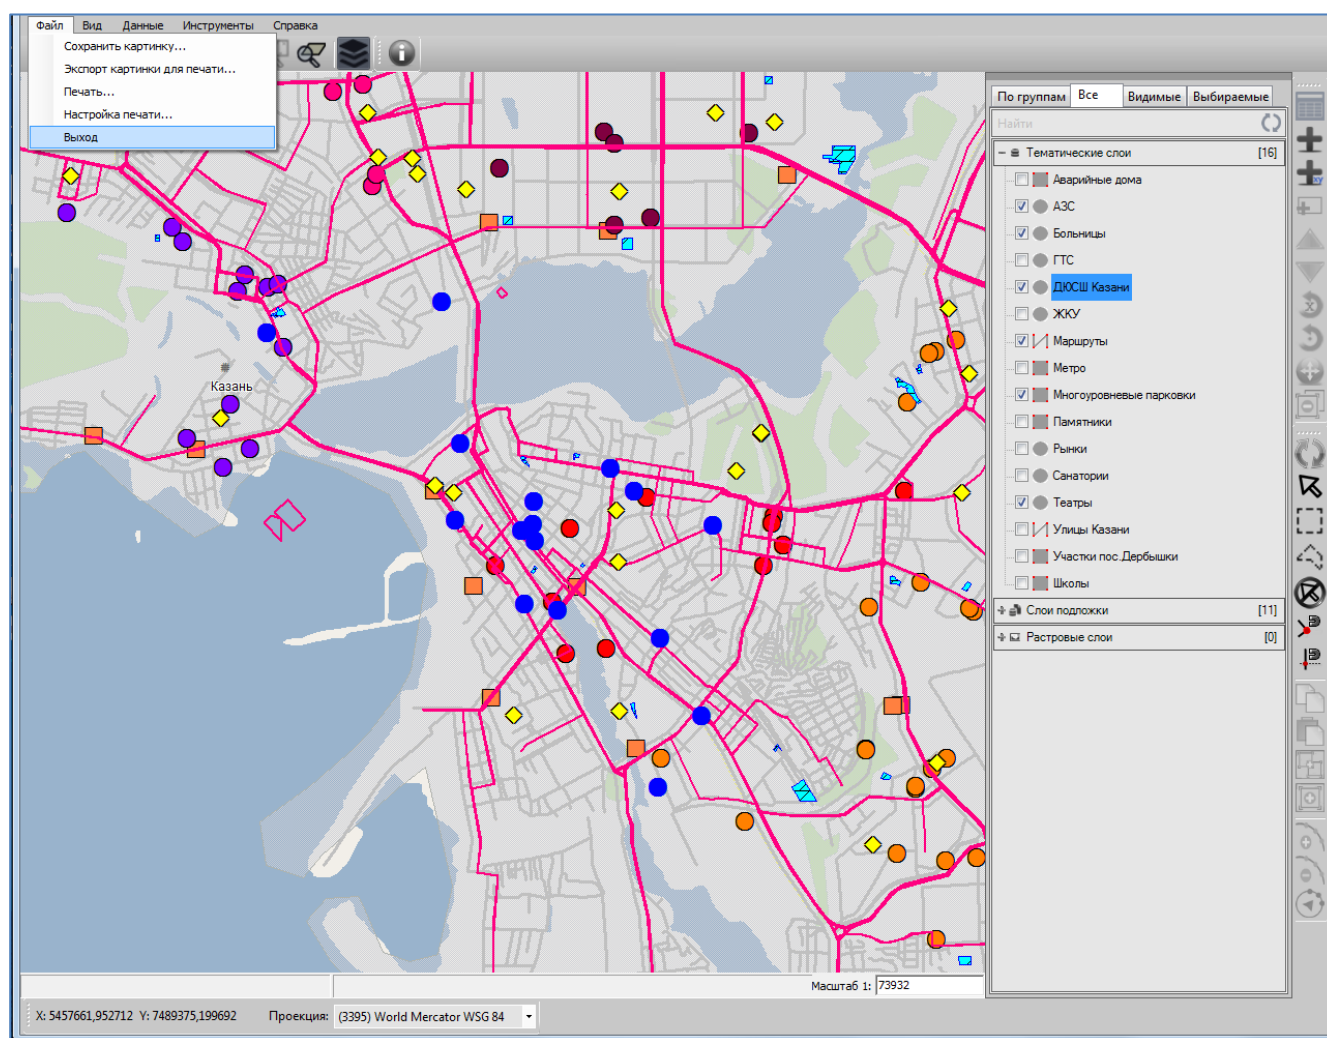 Файл Вид Данные Инструменты Справка
Сохранить картинку...
Экспорт картинки для печати...
Печать...
Настройка печати...
Выход
Казань
По группам Все Видимые Выбираемые
Найти
Тематические слои [16]
Аварийные дома
АЗС
Больницы
ГТС
ДЮСШ Казани
ЖКУ
Маршруты
Метро
Многоуровневые парковки
Памятники
Рынки
Санатории
Театры
Улицы Казани
Участки пос.Дербышки
Школы
Слои подложки [11]
Растровые слои [0]
Масштаб 1: 73932
X: 5457661,952712 Y: 7489375,199692 Проекция: (3395) World Mercator WSG 84